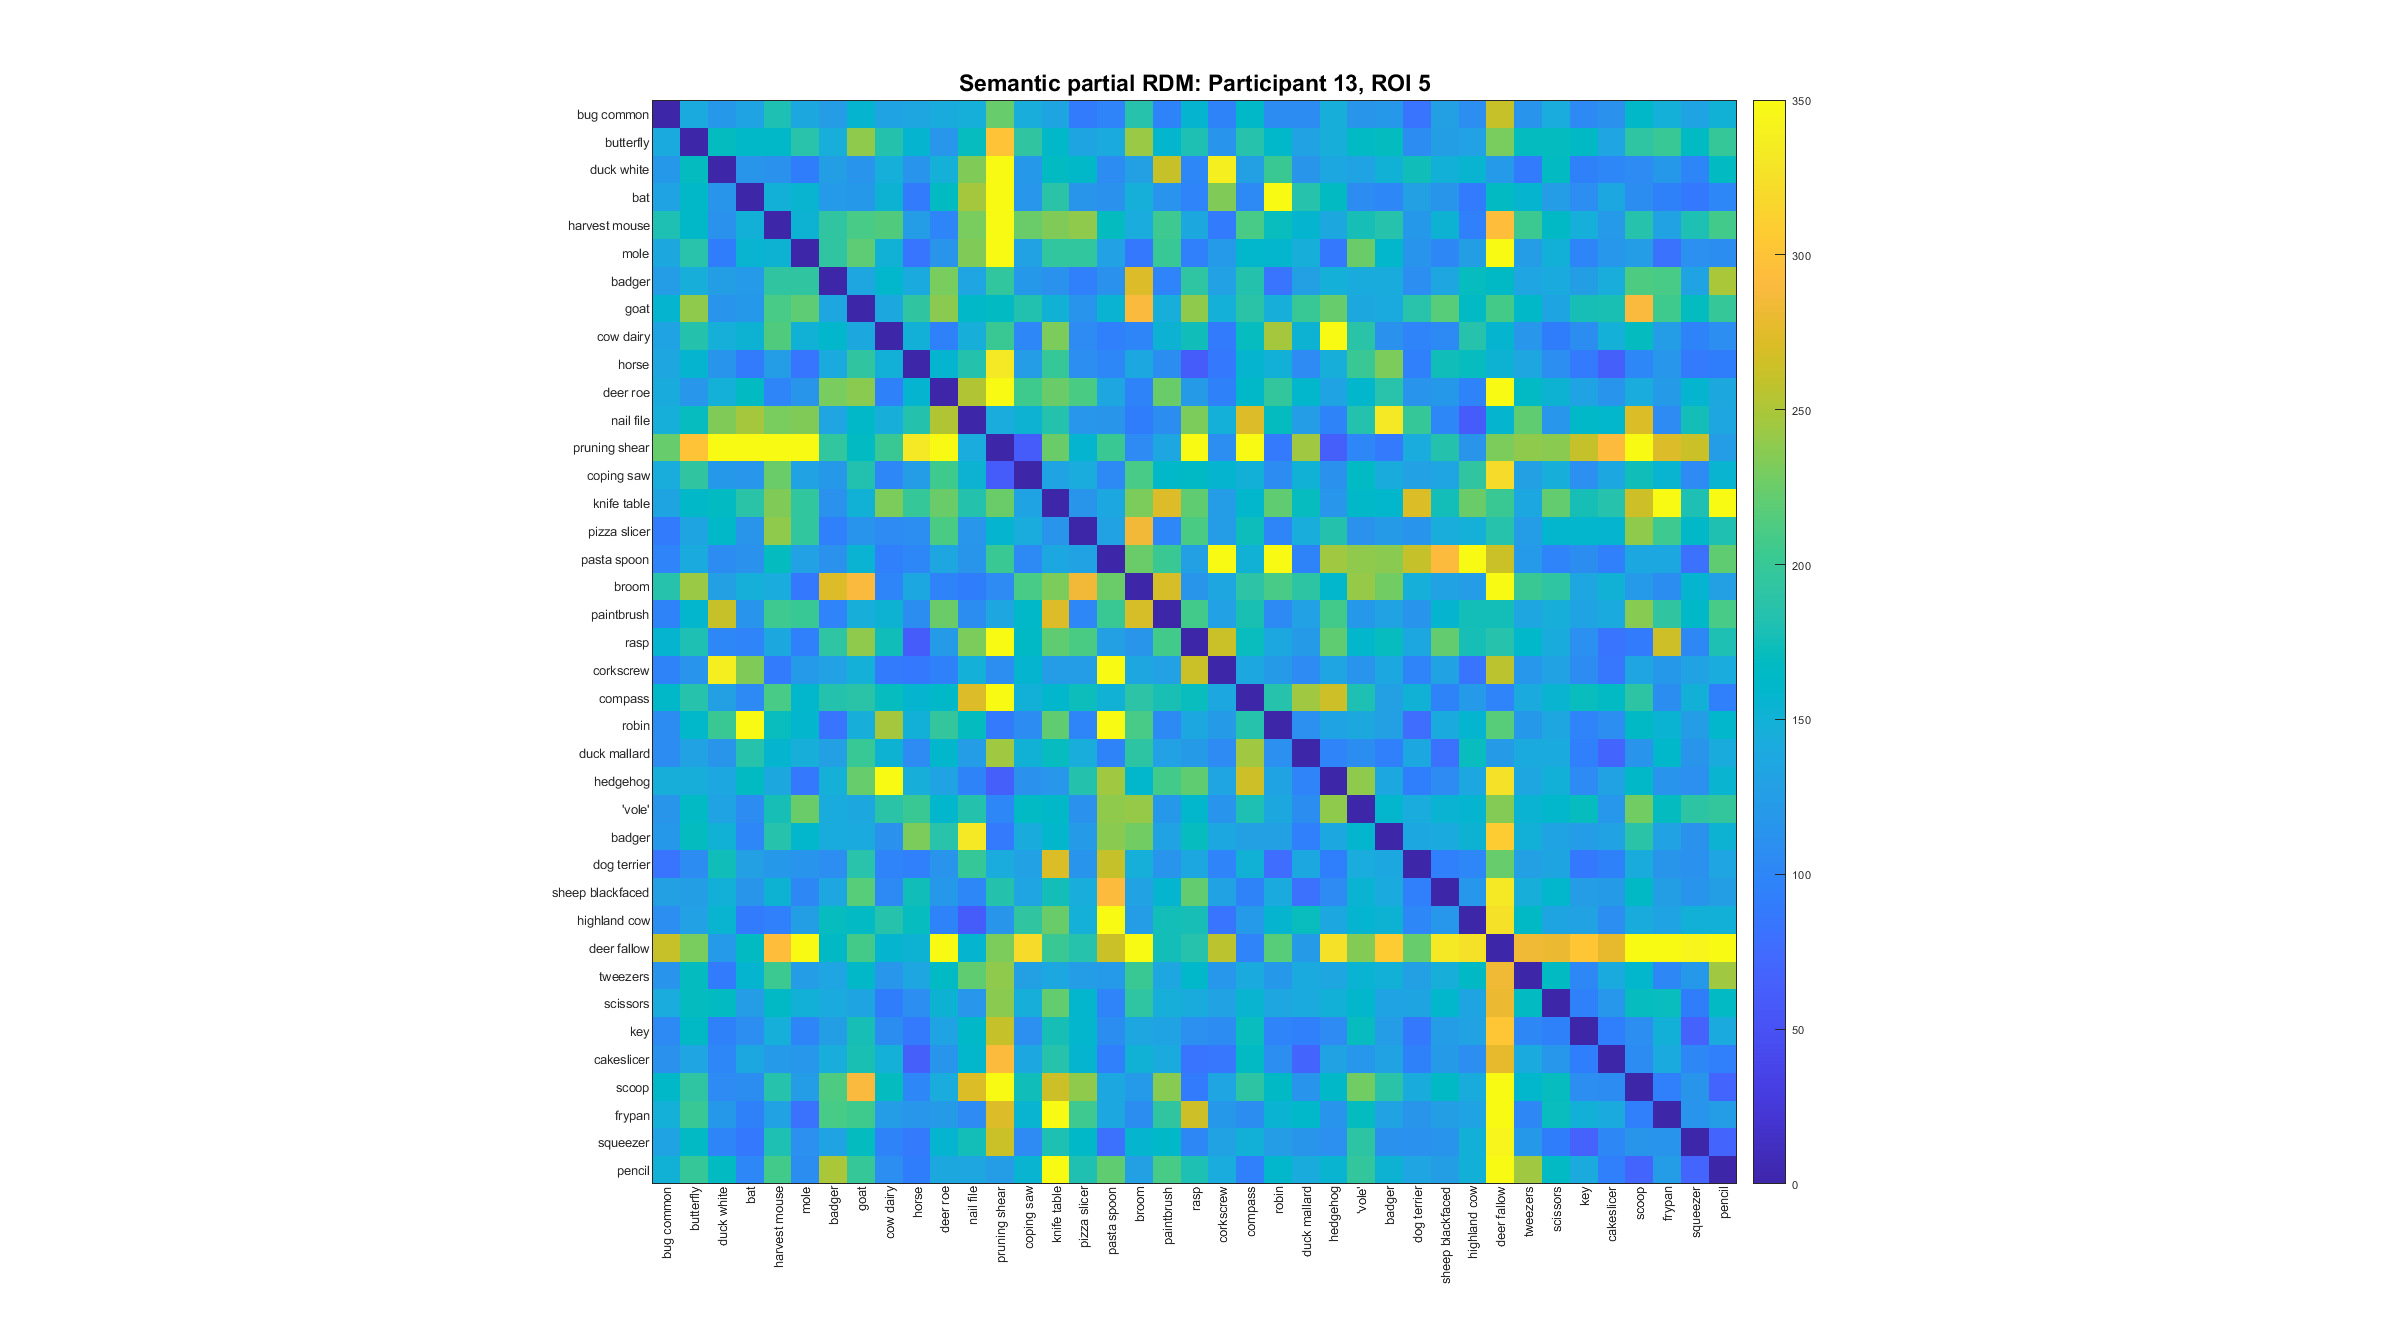 Semantic partial RDM: Participant 13, ROI 5
bug common
butterfly
duck white
bat
harvest mouse
mole
badger
goat
cow dairy
horse
deer roe
nail file
pruning shear
coping saw
knife table
pizza slicer
pasta spoon
broom
paintbrush
rasp
corkscrew
compass
robin
duck mallard
hedgehog
'vole'
badger
dog terrier
sheep blackfaced
highland cow
deer fallow
tweezers
scissors
key
cakeslicer
scoop
frypan
squeezer
pencil
bug common
butterfly
duck white
bat
harvest mouse
mole
badger
goat
cow dairy
horse
deer roe
nail file
pruning shear
coping saw
knife table
pizza slicer
pasta spoon
broom
paintbrush
rasp
corkscrew
compass
robin
duck mallard
hedgehog
'vole'
badger
dog terrier
sheep blackfaced
highland cow
deer fallow
tweezers
scissors
key
cakeslicer
scoop
frypan
squeezer
pencil
350
300
250
200
150
100
50
0